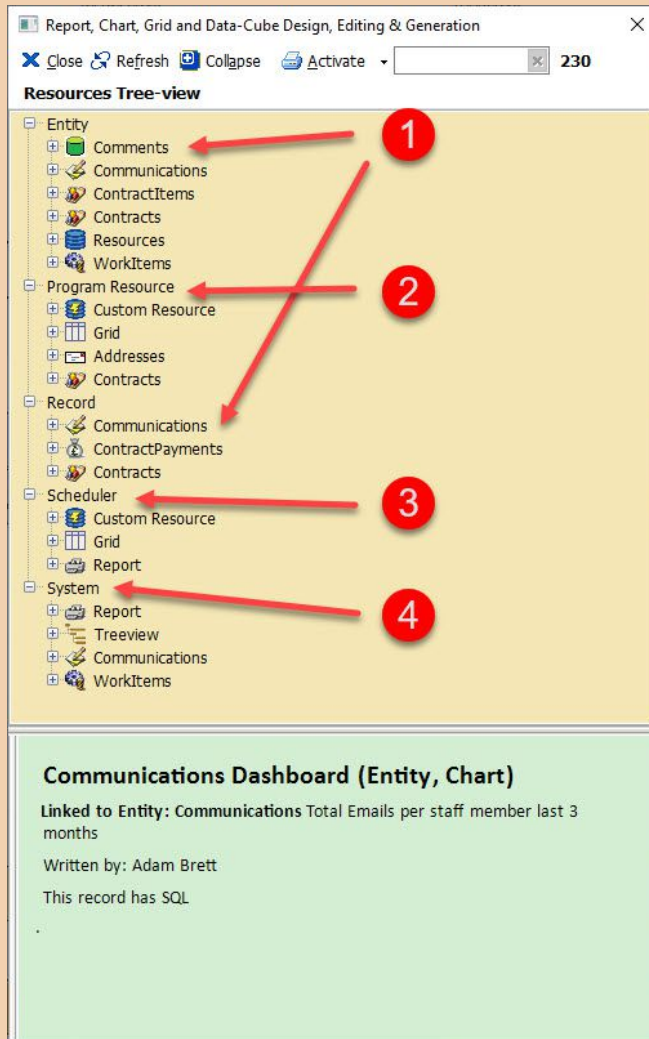 Report, Chart, Grid and Data-Cube Design, Editing & Generation
Close Refresh Collapse Activate 230
Resources Tree-view
Entity
Comments
1
Communications
ContractItems
Contracts
Resources
WorkItems
Program Resource
2
Custom Resource
Grid
Addresses
Contracts
Record
Communications
ContractPayments
Contracts
Scheduler
3
Custom Resource
Grid
Report
System
4
Report
Treeview
Communications
WorkItems
Communications Dashboard (Entity, Chart)
Linked to Entity: Communications Total Emails per staff member last 3
months
Written by: Adam Brett
This record has SQL
.